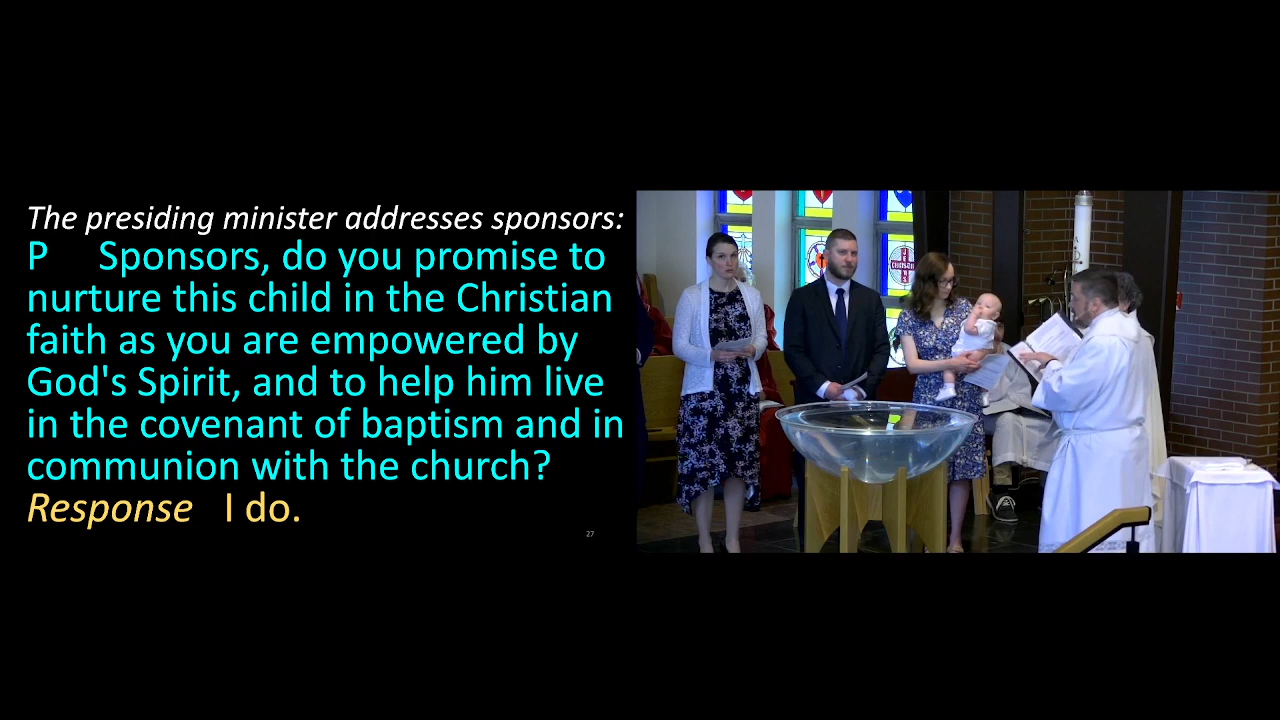 The presiding minister addresses sponsors:
P Sponsors, do you promise to
nurture this child in the Christian
faith as you are empowered by
God's Spirit, and to help him live
in the covenant of baptism and in
communion with the church?
Response I do.
27